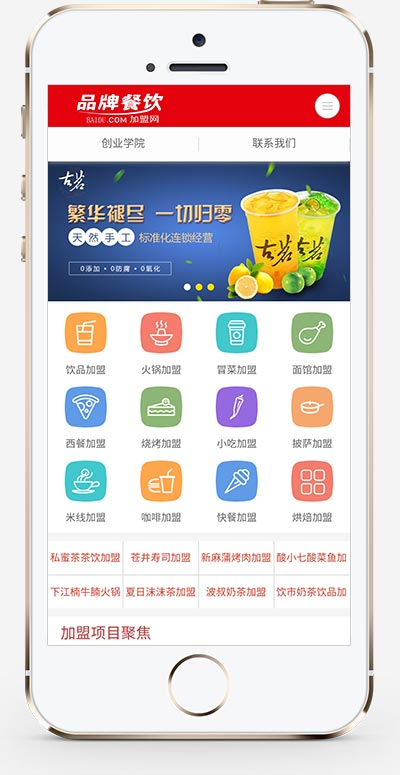 品牌餐饮
BAIDU.COM 加盟网
创业学院 联系我们
古茗
繁华褪尽 一切归零
天然手工 标准化连锁经营
0添加 • 0防腐 • 0氧化
古茗 古茗
饮品加盟 火锅加盟 冒菜加盟 面馆加盟
西餐加盟 烧烤加盟 小吃加盟 披萨加盟
米线加盟 咖啡加盟 快餐加盟 烘焙加盟
私蜜茶茶饮加盟 苍井寿司加盟 新麻蒲烤肉加盟 酸小七酸菜鱼加
下江楠牛腩火锅 夏日沫沫茶加盟 波叔奶茶加盟 饮市奶茶饮品加
加盟项目聚焦